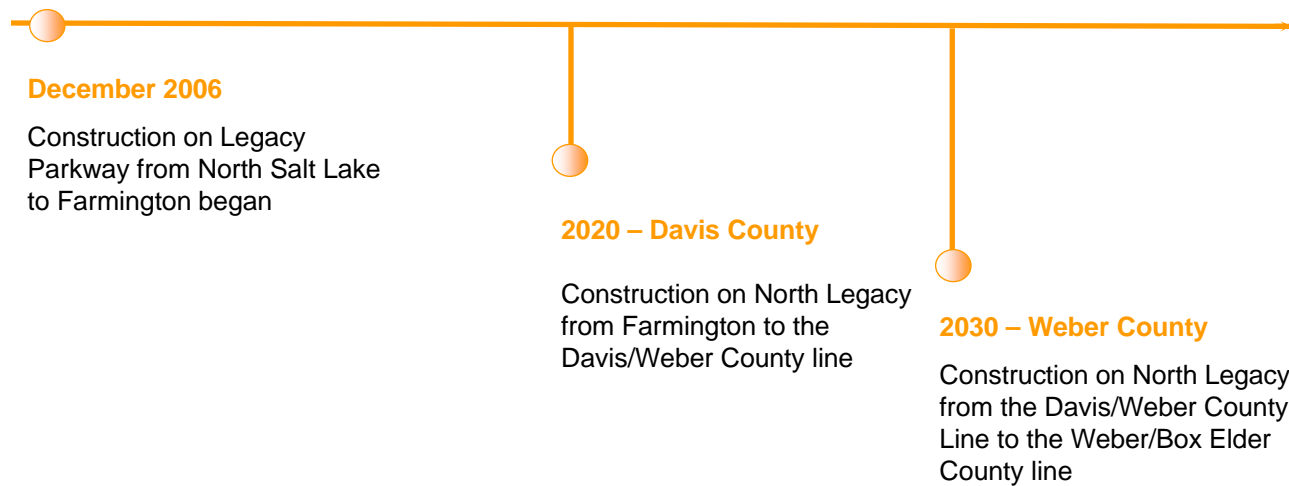 December 2006
Construction on Legacy
Parkway from North Salt Lake
to Farmington began
2020 – Davis County
Construction on North Legacy
from Farmington to the
Davis/Weber County line
2030 – Weber County
Construction on North Legacy
from the Davis/Weber County
Line to the Weber/Box Elder
County line